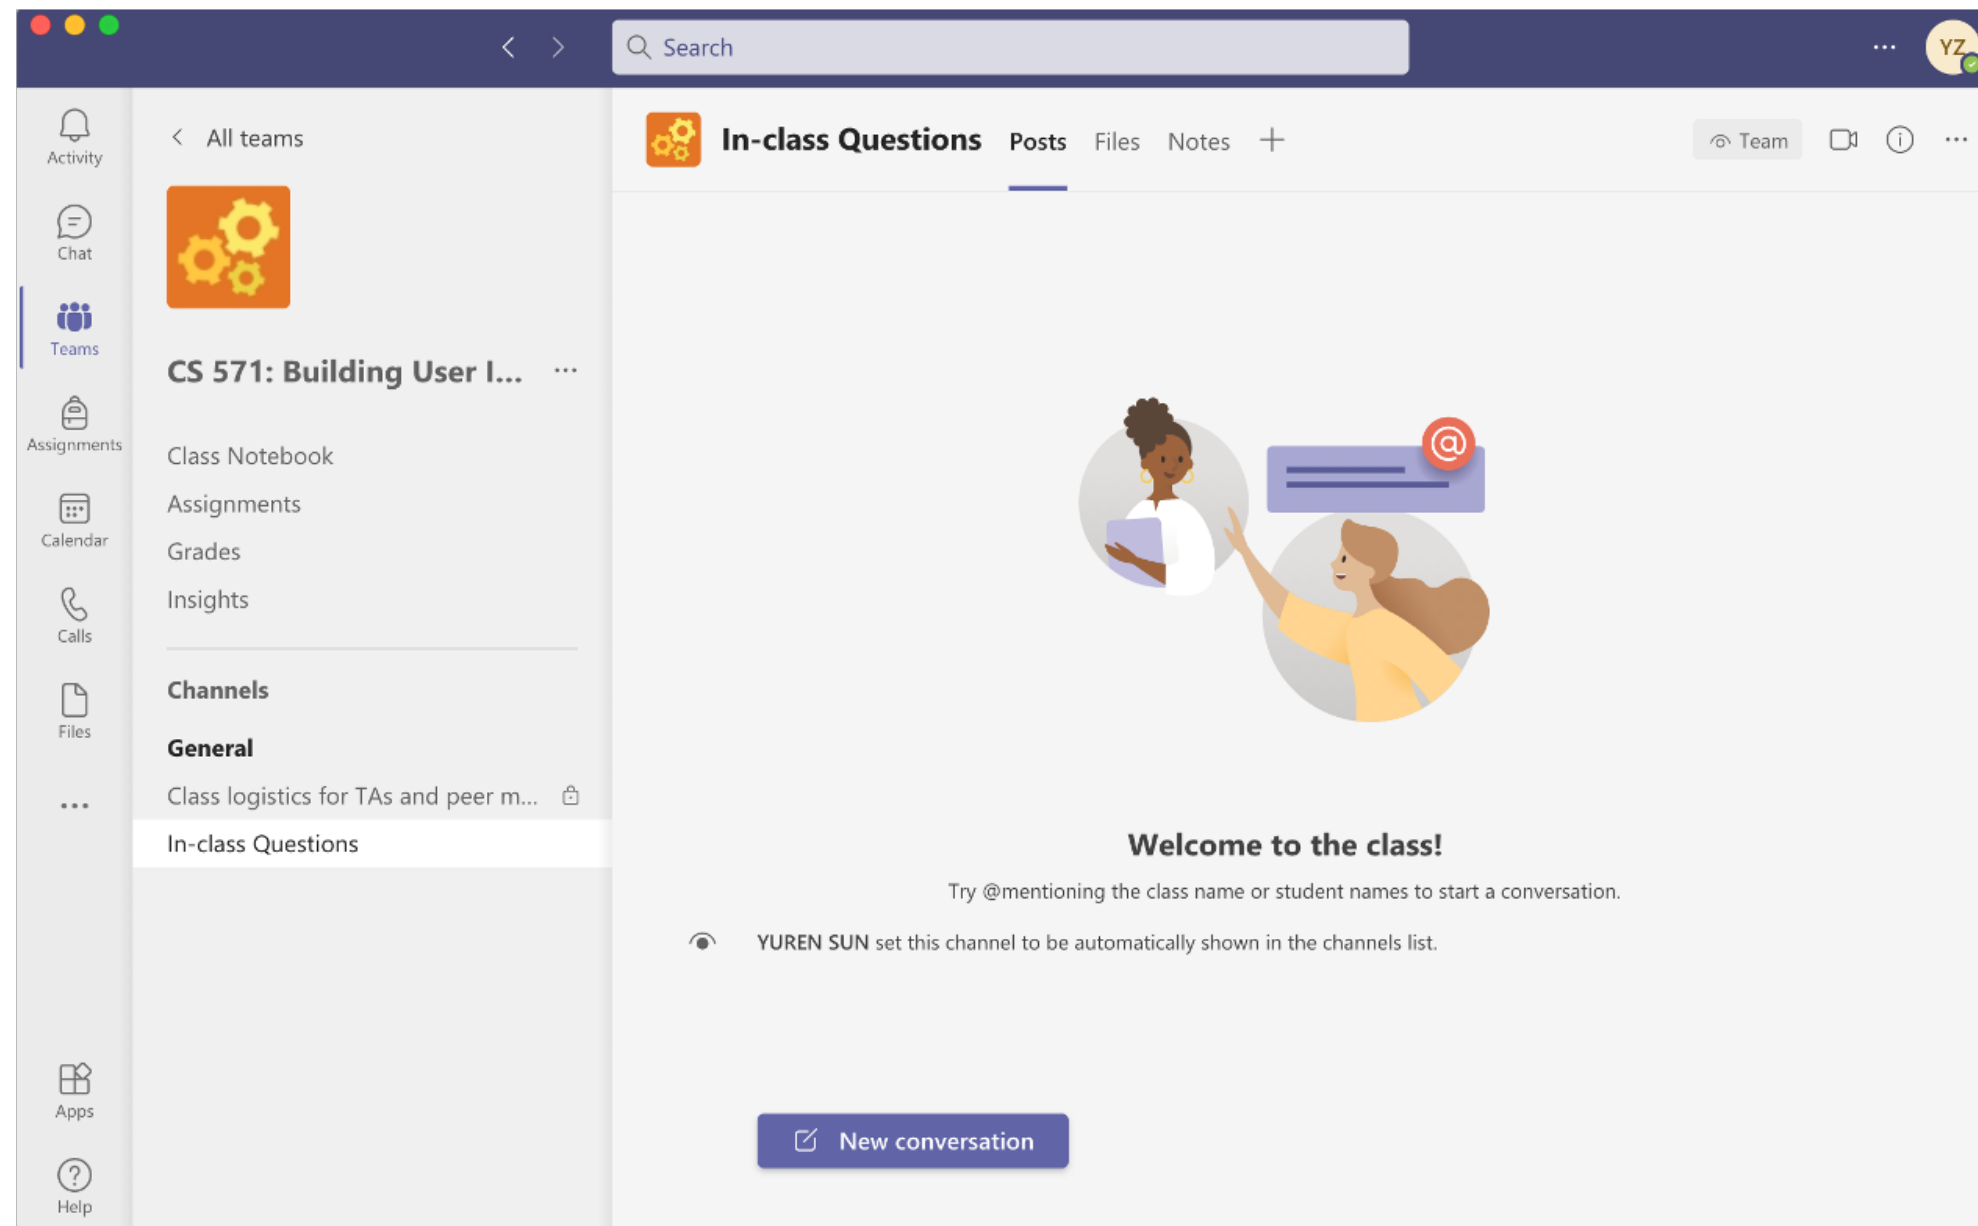 Search
YZ
Activity
Chat
Teams
Assignments
Calendar
Calls
Files
Apps
Help
All teams
CS 571: Building User I...
Class Notebook
Assignments
Grades
Insights
Channels
General
Class logistics for TAs and peer m...
In-class Questions
In-class Questions Posts Files Notes
Team
@
Welcome to the class!
Try @mentioning the class name or student names to start a conversation.
YUREN SUN set this channel to be automatically shown in the channels list.
New conversation